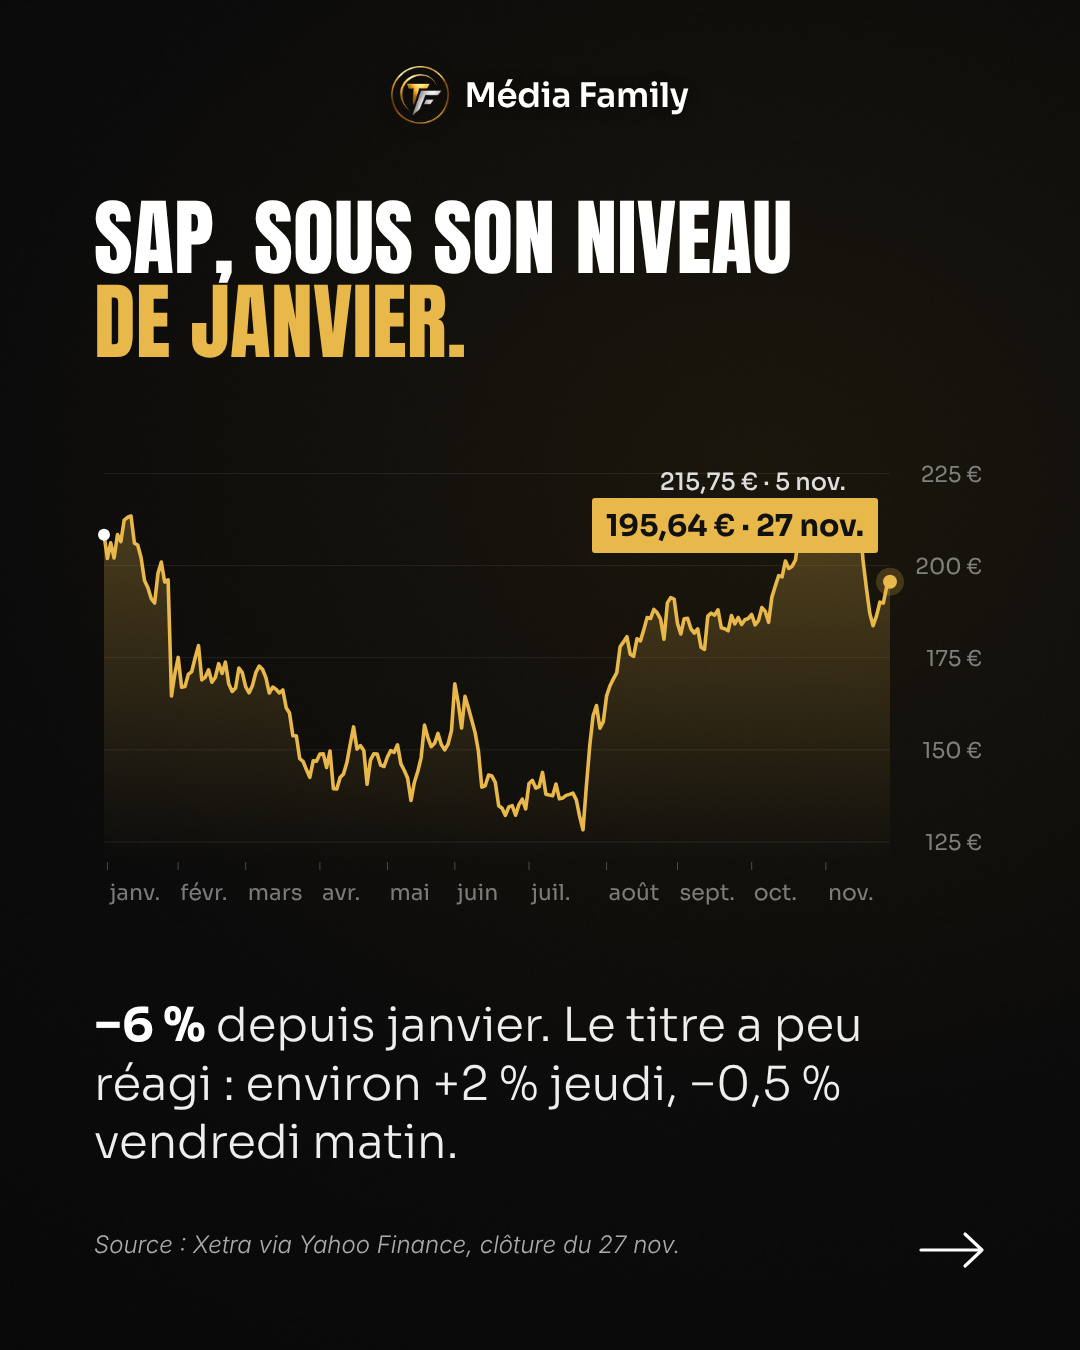 Média Family
SAP, SOUS SON NIVEAU
DE JANVIER.
225 €
215,75 € · 5 nov.
195,64 € · 27 nov.
200 €
175 €
150 €
125 €
janv. févr. mars avr. mai juin juil. août sept. oct. nov.
−6 % depuis janvier. Le titre a peu
réagi : environ +2 % jeudi, −0,5 %
vendredi matin.
Source : Xetra via Yahoo Finance, clôture du 27 nov.